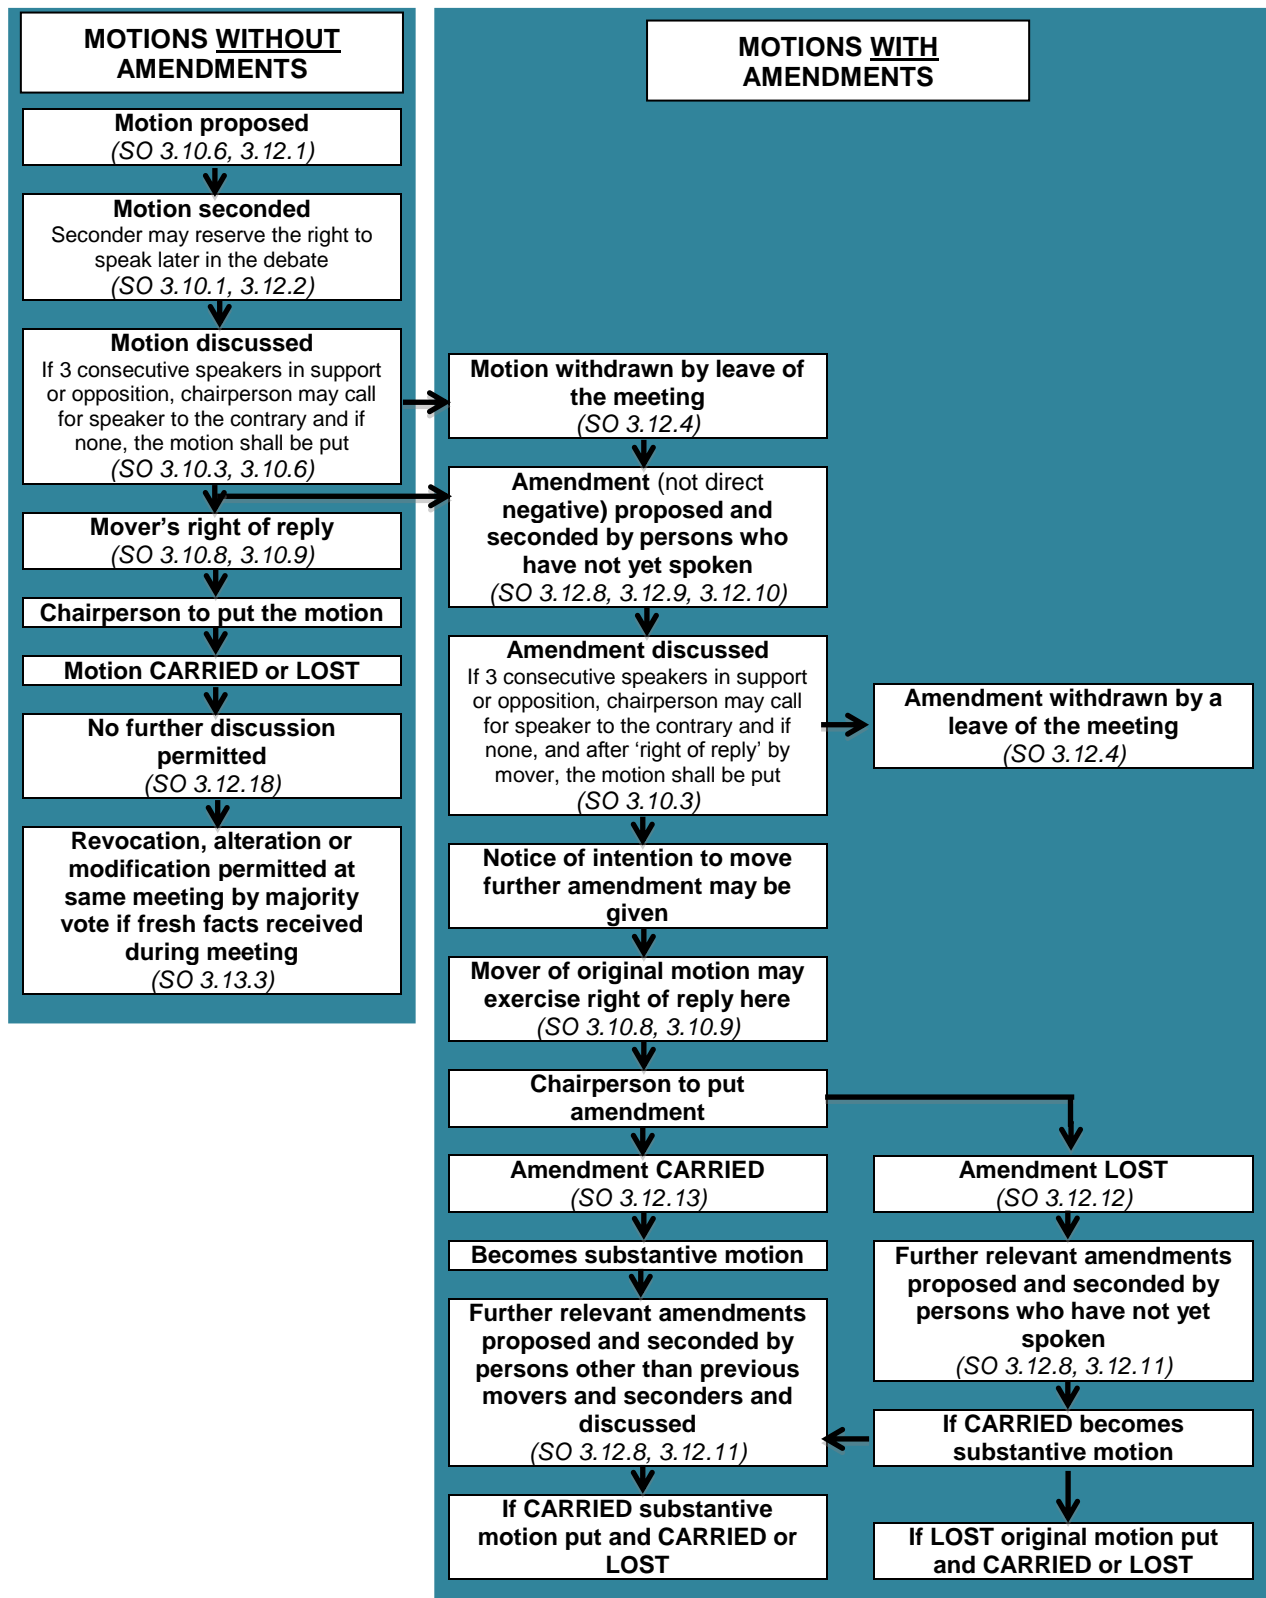 MOTIONS WITHOUT
AMENDMENTS
Motion proposed
(SO 3.10.6, 3.12.1)
Motion seconded
Seconder may reserve the right to
speak later in the debate
(SO 3.10.1, 3.12.2)
Motion discussed
If 3 consecutive speakers in support
or opposition, chairperson may call
for speaker to the contrary and if
none, the motion shall be put
(SO 3.10.3, 3.10.6)
Mover’s right of reply
(SO 3.10.8, 3.10.9)
Chairperson to put the motion
Motion CARRIED or LOST
No further discussion
permitted
(SO 3.12.18)
Revocation, alteration or
modification permitted at
same meeting by majority
vote if fresh facts received
during meeting
(SO 3.13.3)
MOTIONS WITH
AMENDMENTS
Motion withdrawn by leave of
the meeting
(SO 3.12.4)
Amendment (not direct
negative) proposed and
seconded by persons who
have not yet spoken
(SO 3.12.8, 3.12.9, 3.12.10)
Amendment discussed
If 3 consecutive speakers in support
or opposition, chairperson may call
for speaker to the contrary and if
none, and after ‘right of reply’ by
mover, the motion shall be put
(SO 3.10.3)
Amendment withdrawn by a
leave of the meeting
(SO 3.12.4)
Notice of intention to move
further amendment may be
given
Mover of original motion may
exercise right of reply here
(SO 3.10.8, 3.10.9)
Chairperson to put
amendment
Amendment CARRIED
(SO 3.12.13)
Becomes substantive motion
Further relevant amendments
proposed and seconded by
persons other than previous
movers and seconders and
discussed
(SO 3.12.8, 3.12.11)
If CARRIED substantive
motion put and CARRIED or
LOST
Amendment LOST
(SO 3.12.12)
Further relevant amendments
proposed and seconded by
persons who have not yet
spoken
(SO 3.12.8, 3.12.11)
If CARRIED becomes
substantive motion
If LOST original motion put
and CARRIED or LOST